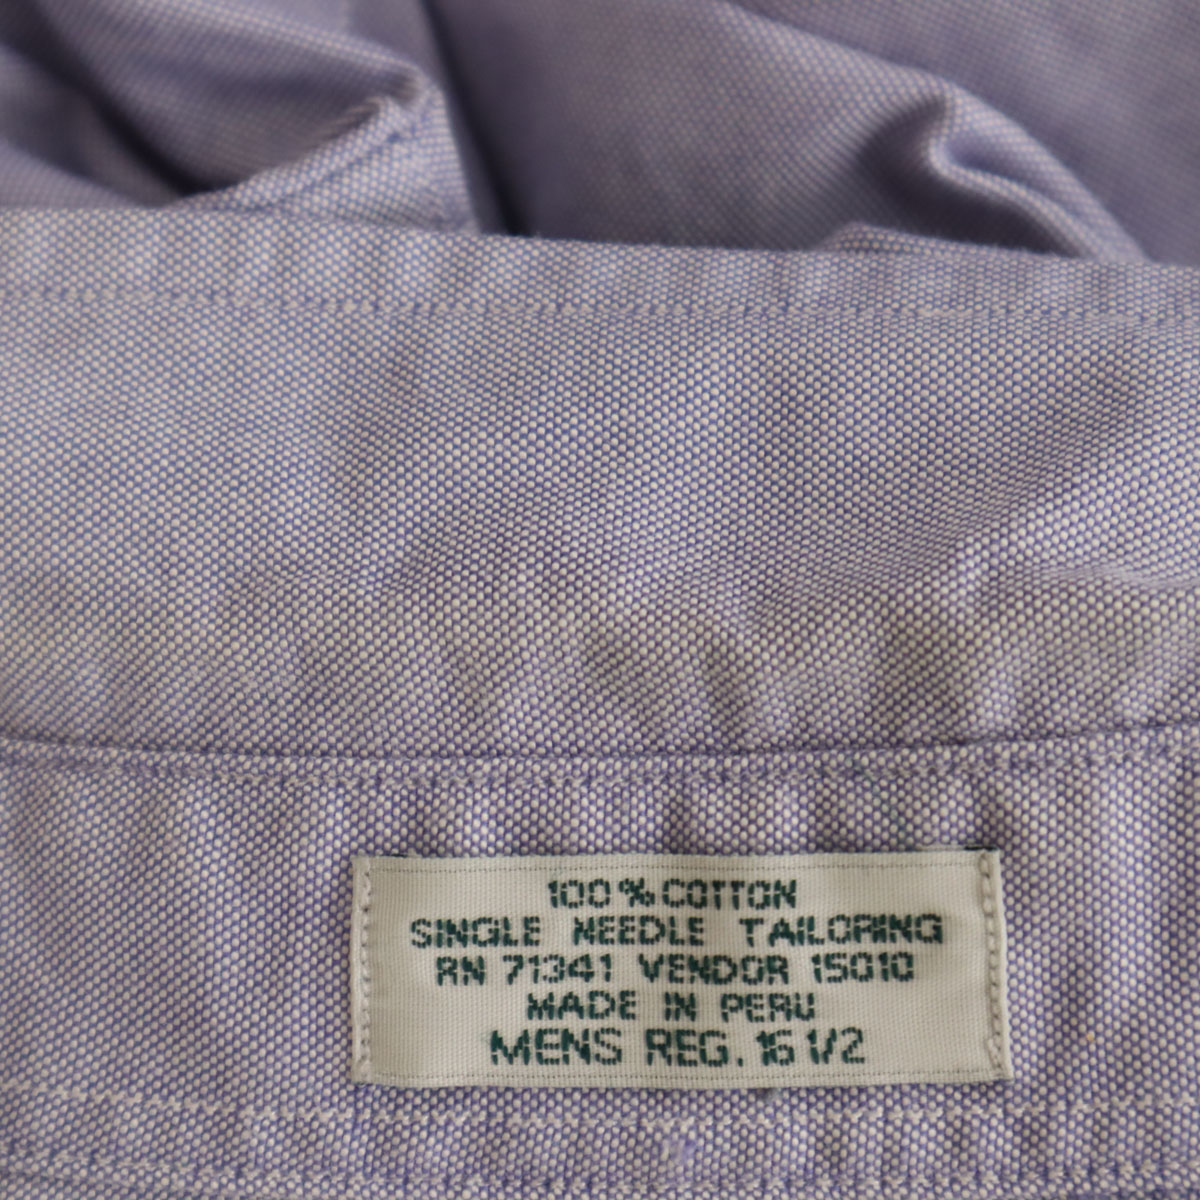 100% COTTON
SINGLE NEEDLE TAILORING
RN 71341 VENDOR 15010
MADE IN PERU
MENS REG. 16 1/2